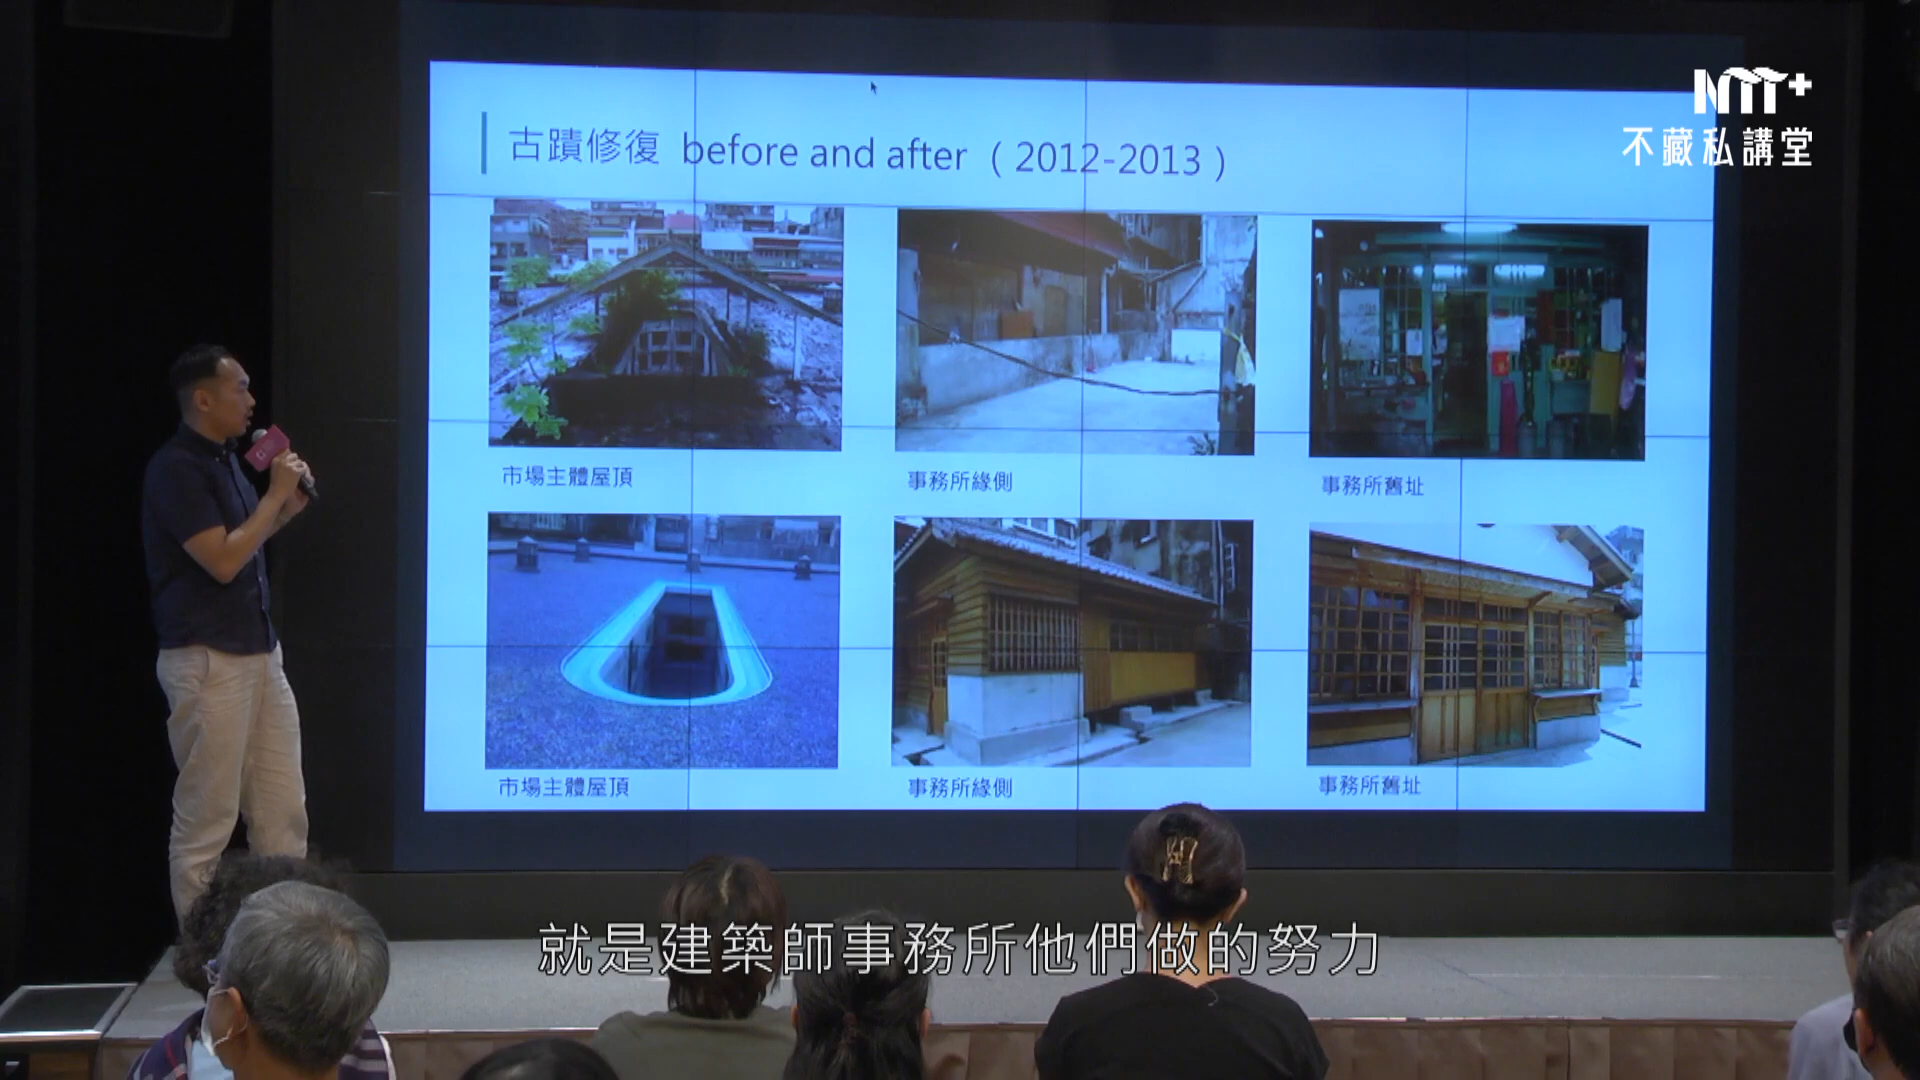 NTT+
不藏私講堂
古蹟修復 before and after （2012-2013）
市場主體屋頂
事務所緣側
事務所舊址
市場主體屋頂
事務所緣側
事務所舊址
就是建築師事務所他們做的努力